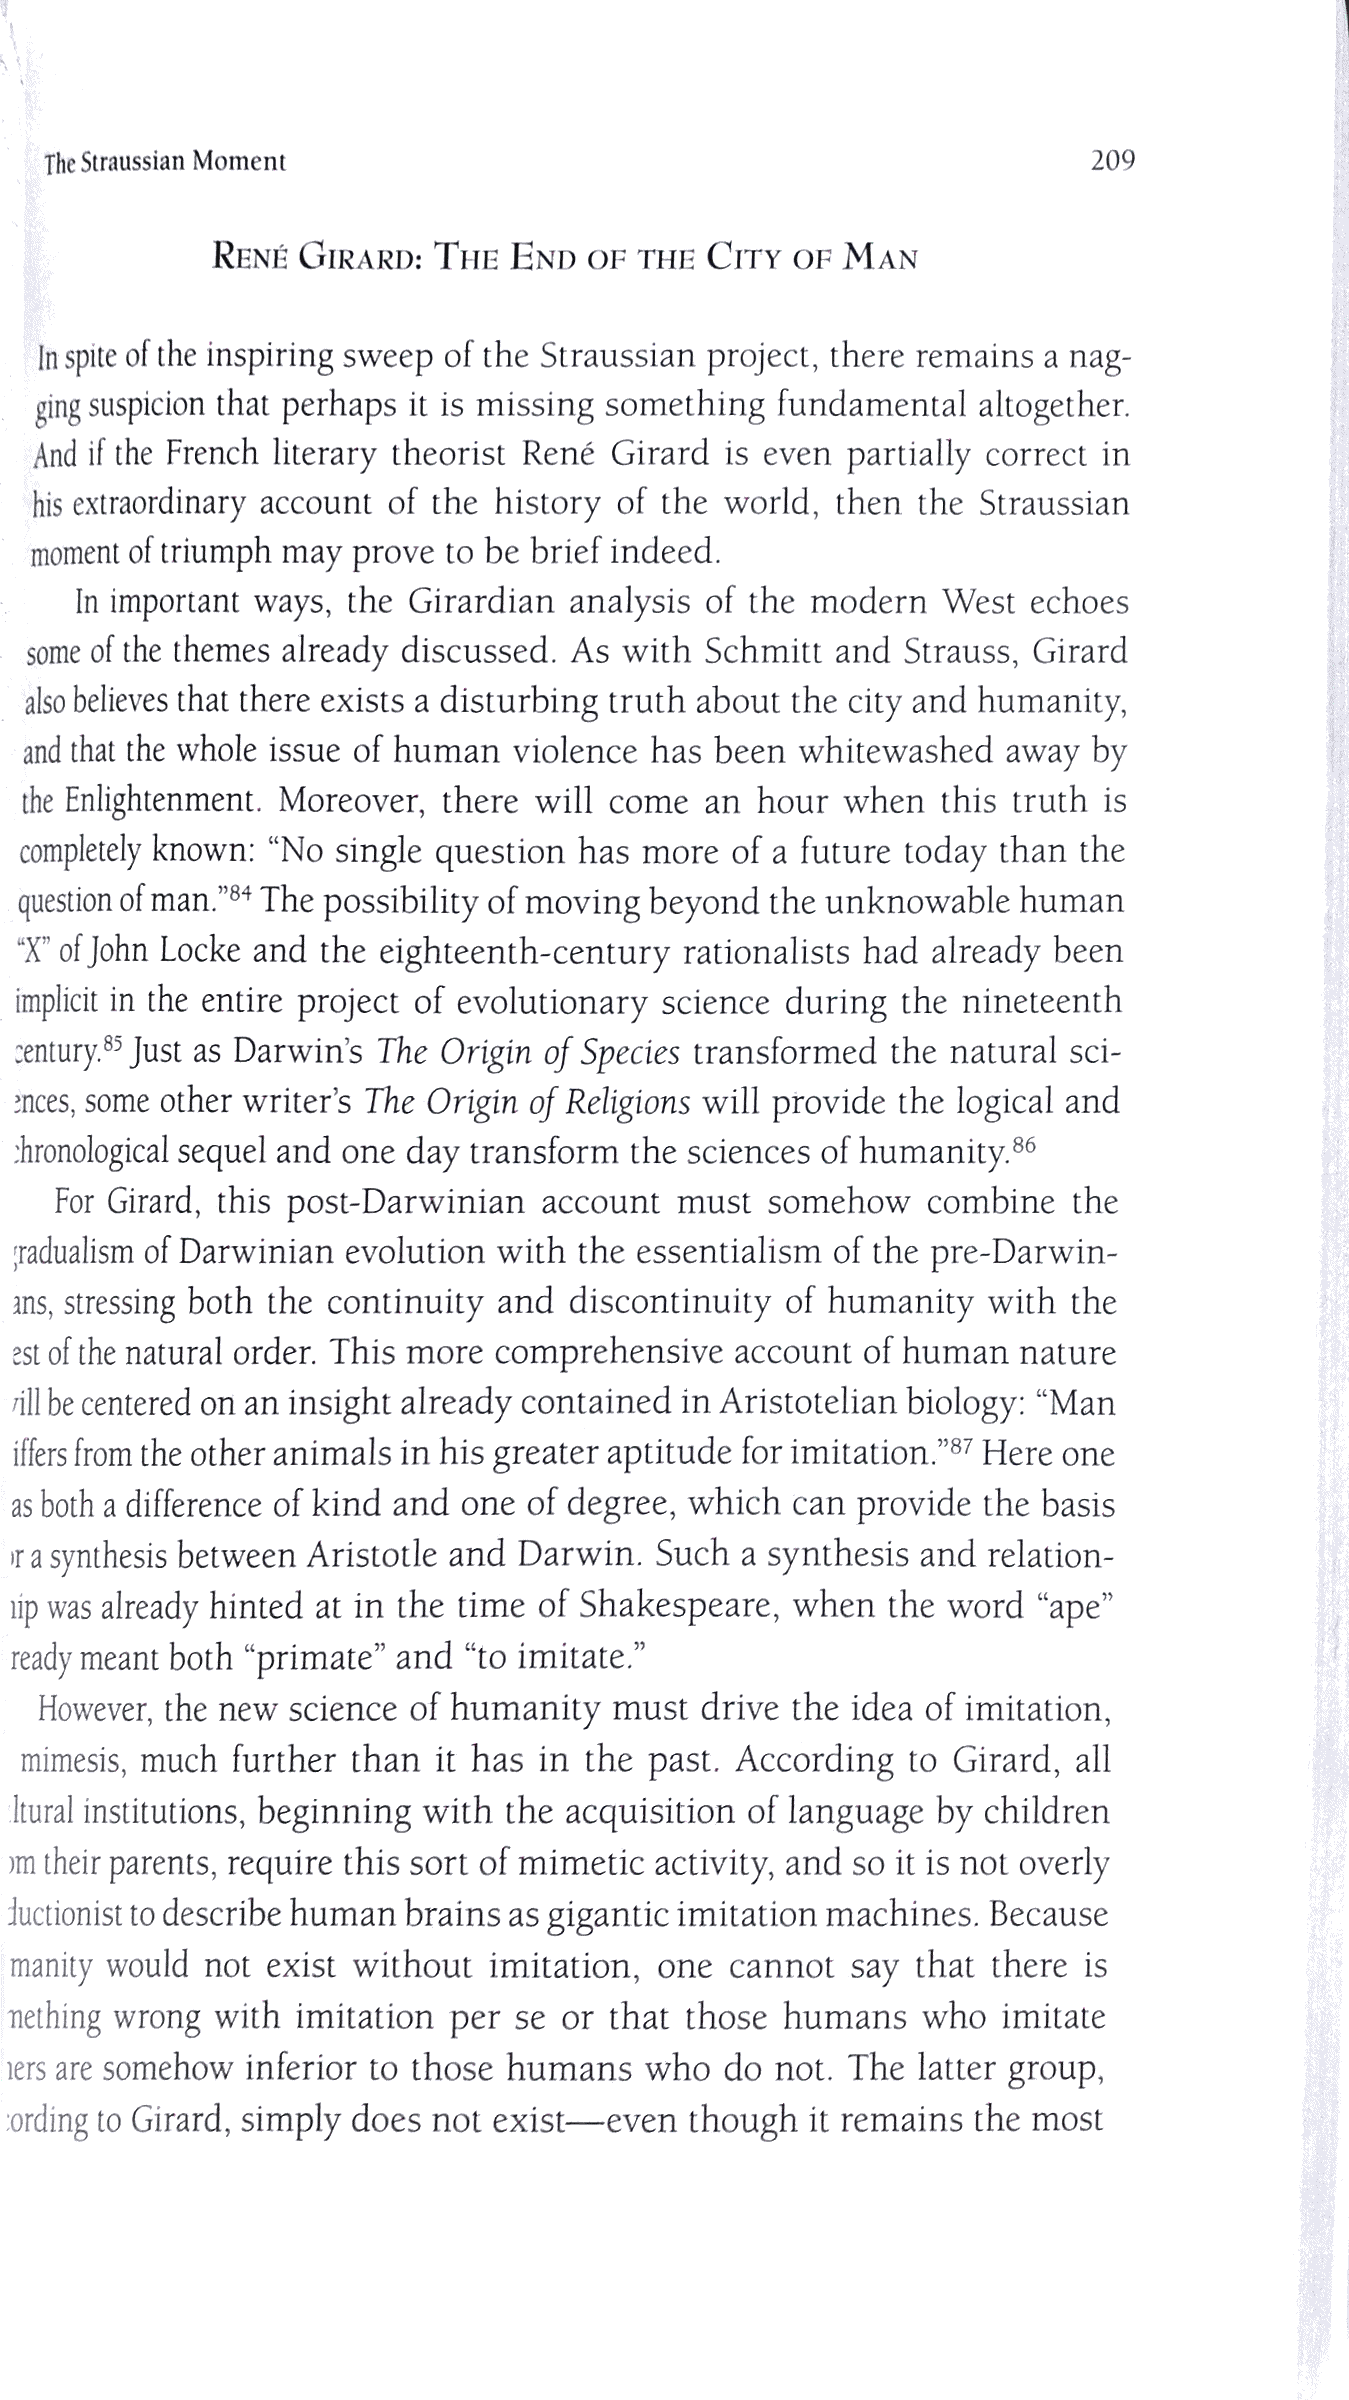 The Straussian Moment 209
René Girard: The End of the City of Man
In spite of the inspiring sweep of the Straussian project, there remains a nag-
ging suspicion that perhaps it is missing something fundamental altogether.
And if the French literary theorist René Girard is even partially correct in
his extraordinary account of the history of the world, then the Straussian
moment of triumph may prove to be brief indeed.
In important ways, the Girardian analysis of the modern West echoes
some of the themes already discussed. As with Schmitt and Strauss, Girard
also believes that there exists a disturbing truth about the city and humanity,
and that the whole issue of human violence has been whitewashed away by
the Enlightenment. Moreover, there will come an hour when this truth is
completely known: “No single question has more of a future today than the
question of man.”84 The possibility of moving beyond the unknowable human
“X” of John Locke and the eighteenth-century rationalists had already been
implicit in the entire project of evolutionary science during the nineteenth
century.85 Just as Darwin’s The Origin of Species transformed the natural sci-
ences, some other writer’s The Origin of Religions will provide the logical and
chronological sequel and one day transform the sciences of humanity.86
For Girard, this post-Darwinian account must somehow combine the
gradualism of Darwinian evolution with the essentialism of the pre-Darwin-
ans, stressing both the continuity and discontinuity of humanity with the
est of the natural order. This more comprehensive account of human nature
ill be centered on an insight already contained in Aristotelian biology: “Man
iffers from the other animals in his greater aptitude for imitation.”87 Here one
as both a difference of kind and one of degree, which can provide the basis
r a synthesis between Aristotle and Darwin. Such a synthesis and relation-
ip was already hinted at in the time of Shakespeare, when the word “ape”
ready meant both “primate” and “to imitate.”
However, the new science of humanity must drive the idea of imitation,
mimesis, much further than it has in the past. According to Girard, all
ltural institutions, beginning with the acquisition of language by children
om their parents, require this sort of mimetic activity, and so it is not overly
ductionist to describe human brains as gigantic imitation machines. Because
manity would not exist without imitation, one cannot say that there is
mething wrong with imitation per se or that those humans who imitate
hers are somehow inferior to those humans who do not. The latter group,
cording to Girard, simply does not exist—even though it remains the most